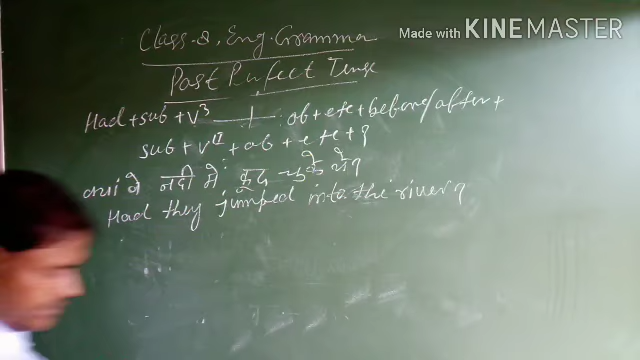 Made with KINEMASTER
Class-8, Eng. Grammar
Past Perfect Tense
Had+sub+v3 + ob+etc+before/after+
sub+vII+ob+etc+?
क्या वे नदी में कूद चुके थे?
Had they jumped into the river?